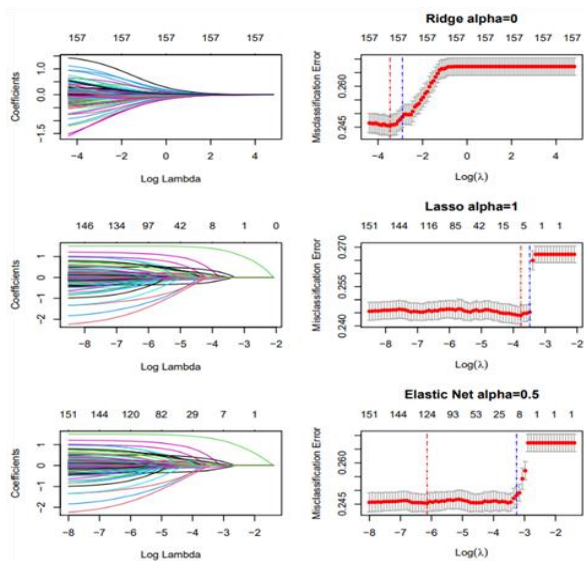 Ridge alpha=0
157 157 157 157 157
157 157 157 157 157 157 157 157
Coefficients
1.0
0.0
-1.5
-4 -2 0 2 4
Log Lambda
Misclassification Error
0.260
0.245
-4 -2 0 2 4
Log(λ)
Lasso alpha=1
146 134 97 42 8 1 0
151 144 116 85 42 15 5 1 1
Coefficients
1
0
-1
-2
-8 -7 -6 -5 -4 -3 -2
Log Lambda
Misclassification Error
0.270
0.255
0.240
-8 -7 -6 -5 -4 -3 -2
Log(λ)
Elastic Net alpha=0.5
151 144 120 82 29 7 1
151 144 124 93 53 25 8 1 1 1
Coefficients
1
0
-1
-2
-8 -7 -6 -5 -4 -3 -2
Log Lambda
Misclassification Error
0.260
0.245
-8 -7 -6 -5 -4 -3 -2
Log(λ)